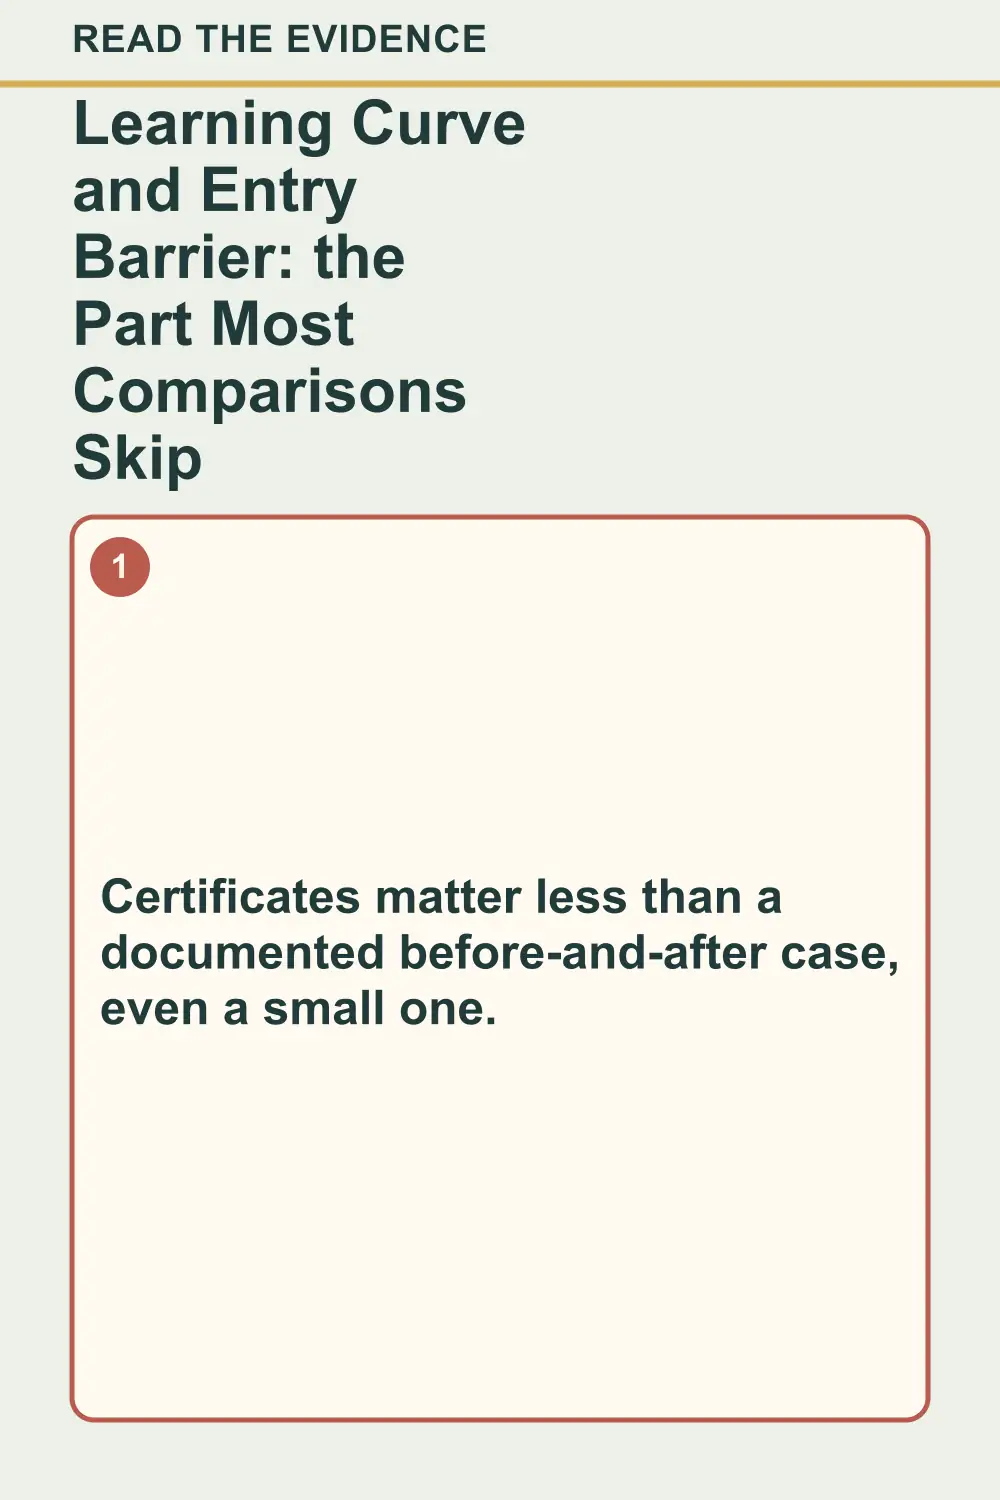 READ THE EVIDENCE
Learning Curve
and Entry
Barrier: the
Part Most
Comparisons
Skip
1
Certificates matter less than a
documented before-and-after case,
even a small one.